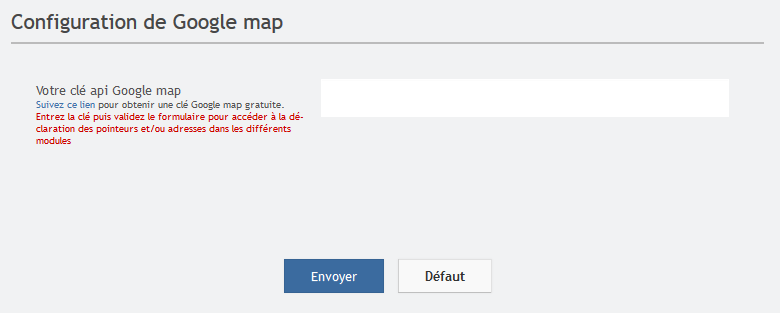 Configuration de Google map
Votre clé api Google map
Suivez ce lien pour obtenir une clé Google map gratuite.
Entrez la clé puis validez le formulaire pour accéder à la dé-
claration des pointeurs et/ou adresses dans les différents
modules
Envoyer
Défaut